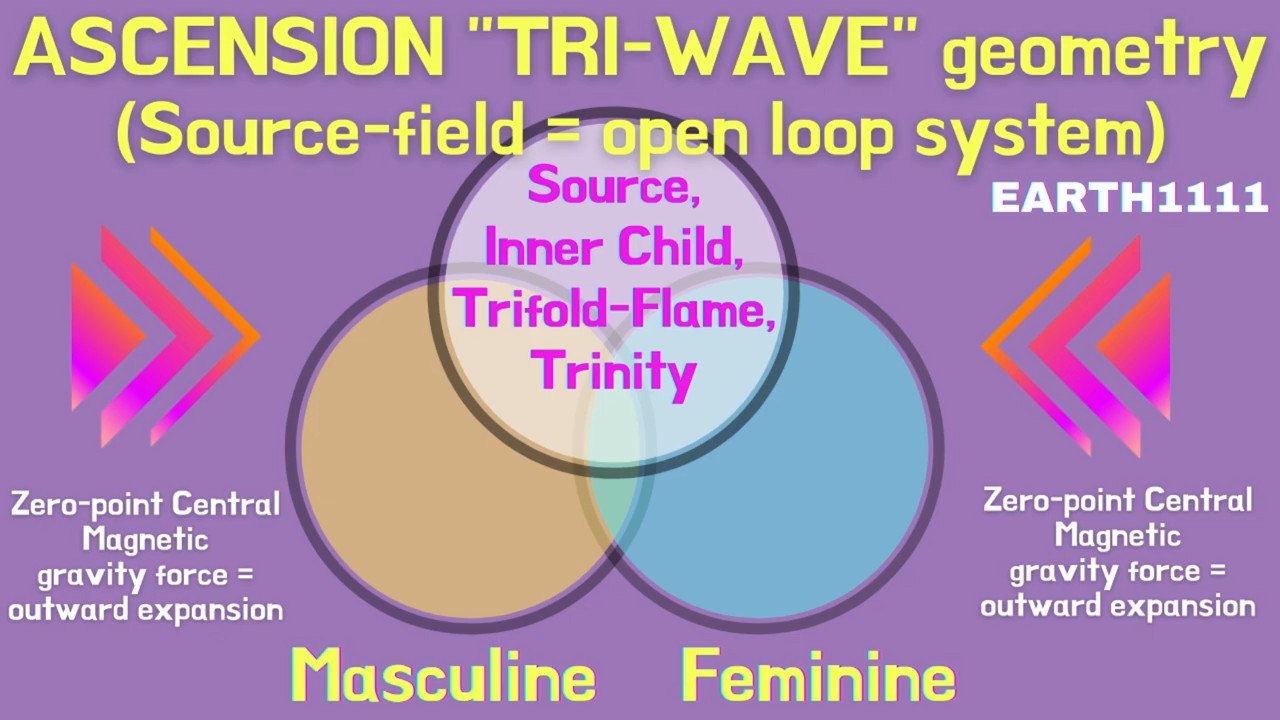 ASCENSION "TRI-WAVE" geometry
(Source-field = open loop system)
EARTH1111
Source,
Inner Child,
Trifold-Flame,
Trinity
Zero-point Central
Magnetic
gravity force =
outward expansion
Zero-point Central
Magnetic
gravity force =
outward expansion
Masculine
Feminine